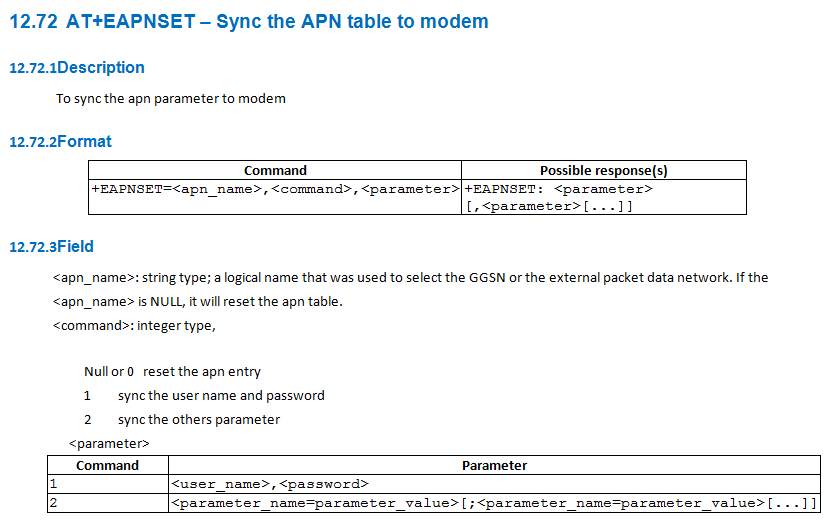 12.72 AT+EAPNSET – Sync the APN table to modem
12.72.1Description
To sync the apn parameter to modem
12.72.2Format
Command Possible response(s)
+EAPNSET=<apn_name>,<command>,<parameter> +EAPNSET: <parameter>
[,<parameter>[...]]
12.72.3Field
<apn_name>: string type; a logical name that was used to select the GGSN or the external packet data network. If the
<apn_name> is NULL, it will reset the apn table.
<command>: integer type,
Null or 0 reset the apn entry
1 sync the user name and password
2 sync the others parameter
<parameter>
Command Parameter
1 <user_name>,<password>
2 <parameter_name=parameter_value>[;<parameter_name=parameter_value>[...]]